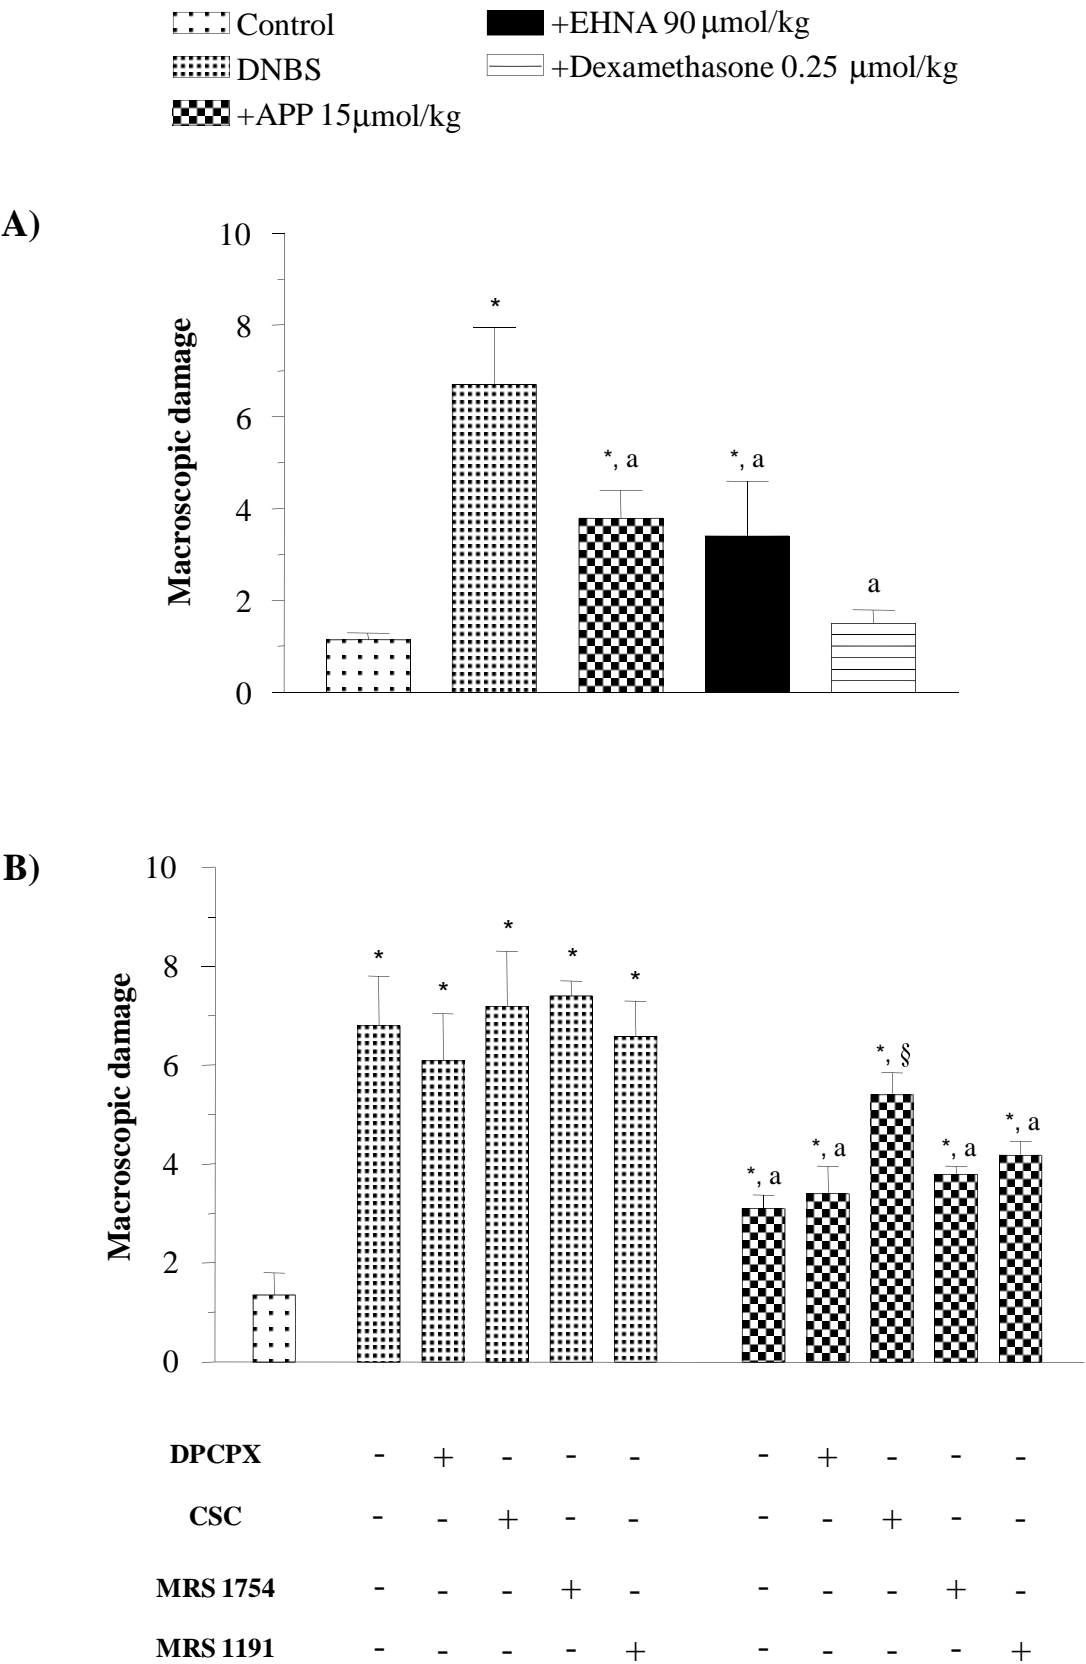 Control
+EHNA 90 μmol/kg
DNBS
+Dexamethasone 0.25 μmol/kg
+APP 15μmol/kg
A)
Macroscopic damage
10
8
6
4
2
0
*
*, a
*, a
a
B)
Macroscopic damage
10
8
6
4
2
0
*
*
*
*
*
*, a
*, a
*, §
*, a
*, a
DPCPX - + - - - - + - - -
CSC - - + - - - - + - -
MRS 1754 - - - + - - - - + -
MRS 1191 - - - - + - - - - +